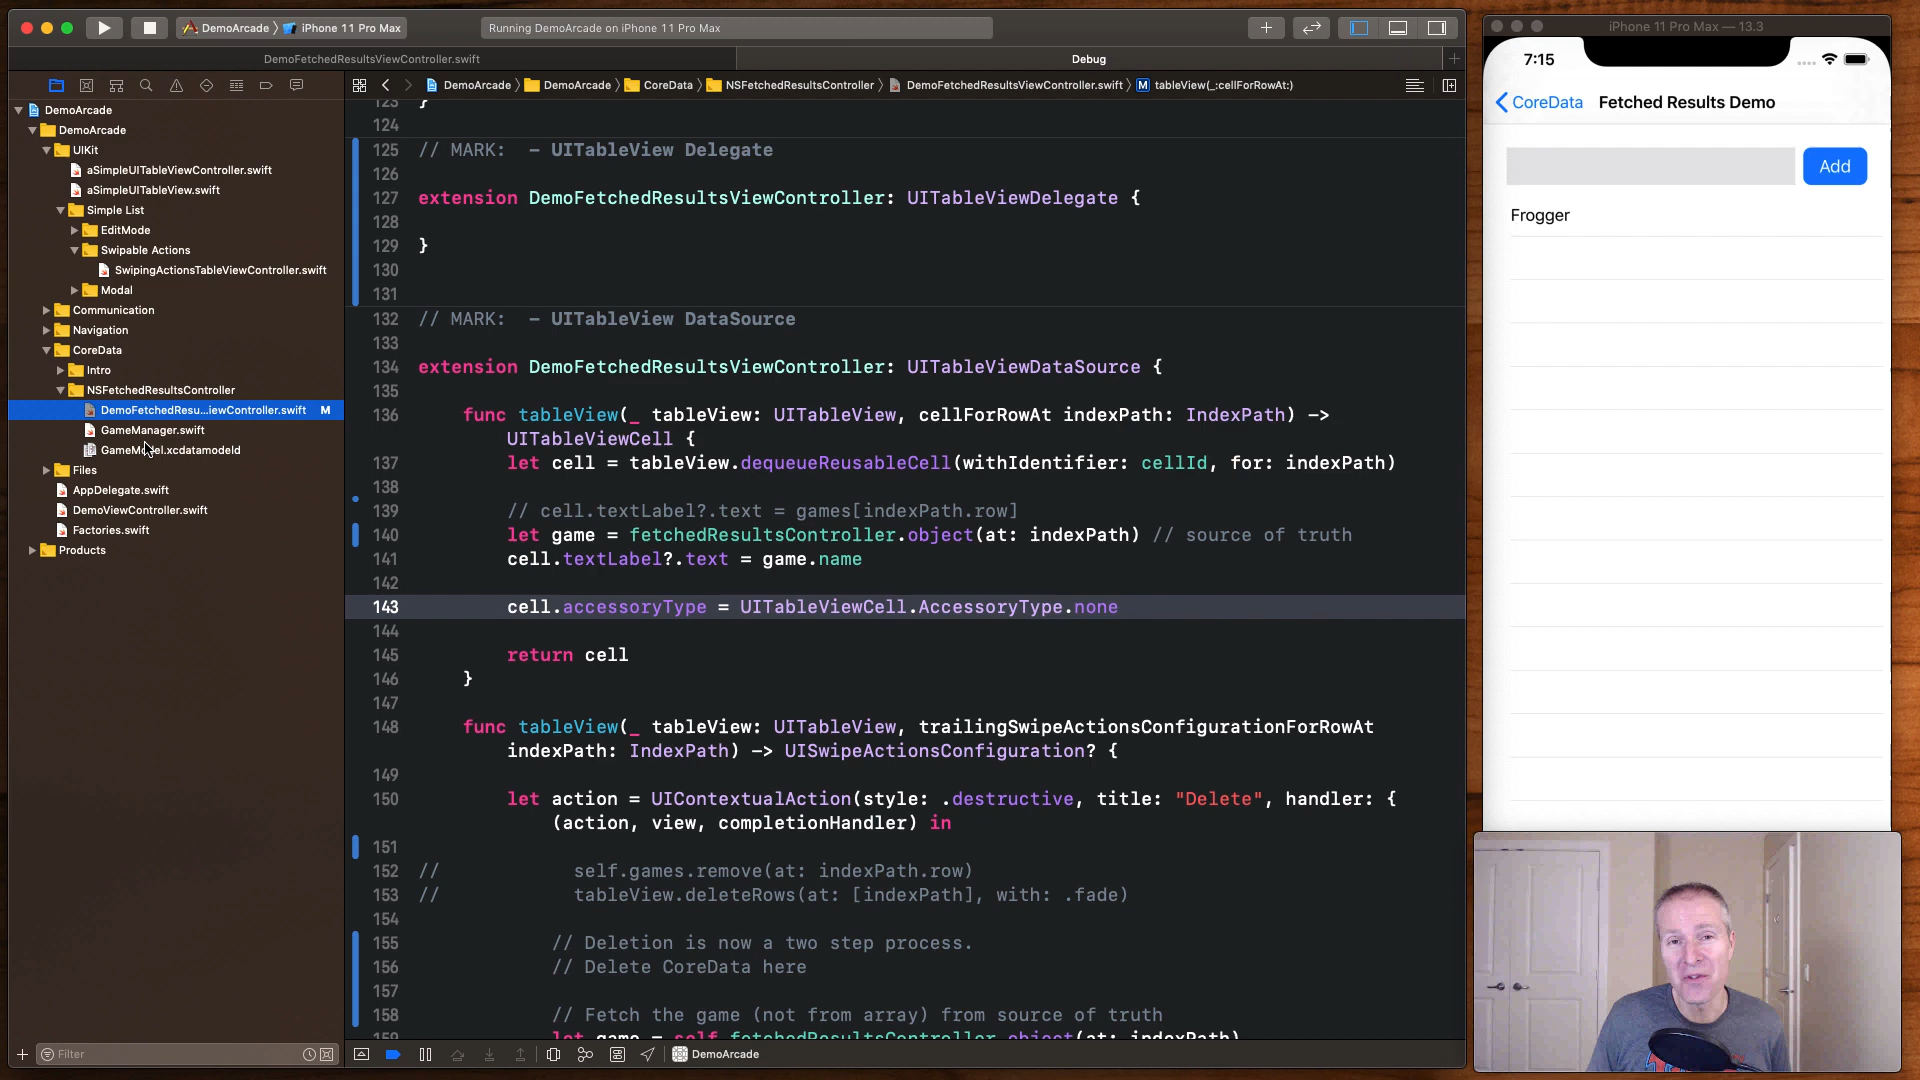 DemoArcade
iPhone 11 Pro Max
Running DemoArcade on iPhone 11 Pro Max
iPhone 11 Pro Max — 13.3
DemoFetchedResultsViewController.swift
Debug
DemoArcade
DemoArcade
CoreData
NSFetchedResultsController
DemoFetchedResultsViewController.swift
M
tableView(_:cellForRowAt:)
DemoArcade
DemoArcade
UIKit
aSimpleUITableViewController.swift
aSimpleUITableView.swift
Simple List
EditMode
Swipable Actions
SwipingActionsTableViewController.swift
Modal
Communication
Navigation
CoreData
Intro
NSFetchedResultsController
DemoFetchedResu...iewController.swift M
GameManager.swift
GameModel.xcdatamodeld
Files
AppDelegate.swift
DemoViewController.swift
Factories.swift
Products
Filter
123 }
124
125 // MARK:  - UITableView Delegate
126
127 extension DemoFetchedResultsViewController: UITableViewDelegate {
128
129 }
130
131
132 // MARK:  - UITableView DataSource
133
134 extension DemoFetchedResultsViewController: UITableViewDataSource {
135
136 func tableView(_ tableView: UITableView, cellForRowAt indexPath: IndexPath) ->
UITableViewCell {
137 let cell = tableView.dequeueReusableCell(withIdentifier: cellId, for: indexPath)
138
139 // cell.textLabel?.text = games[indexPath.row]
140 let game = fetchedResultsController.object(at: indexPath) // source of truth
141 cell.textLabel?.text = game.name
142
143 cell.accessoryType = UITableViewCell.AccessoryType.none
144
145 return cell
146 }
147
148 func tableView(_ tableView: UITableView, trailingSwipeActionsConfigurationForRowAt
indexPath: IndexPath) -> UISwipeActionsConfiguration? {
149
150 let action = UIContextualAction(style: .destructive, title: "Delete", handler: {
(action, view, completionHandler) in
151
152 // self.games.remove(at: indexPath.row)
153 // tableView.deleteRows(at: [indexPath], with: .fade)
154
155 // Deletion is now a two step process.
156 // Delete CoreData here
157
158 // Fetch the game (not from array) from source of truth
159 let game = self.fetchedResultsController.object(at: indexPath)
DemoArcade
7:15
CoreData
Fetched Results Demo
Add
Frogger